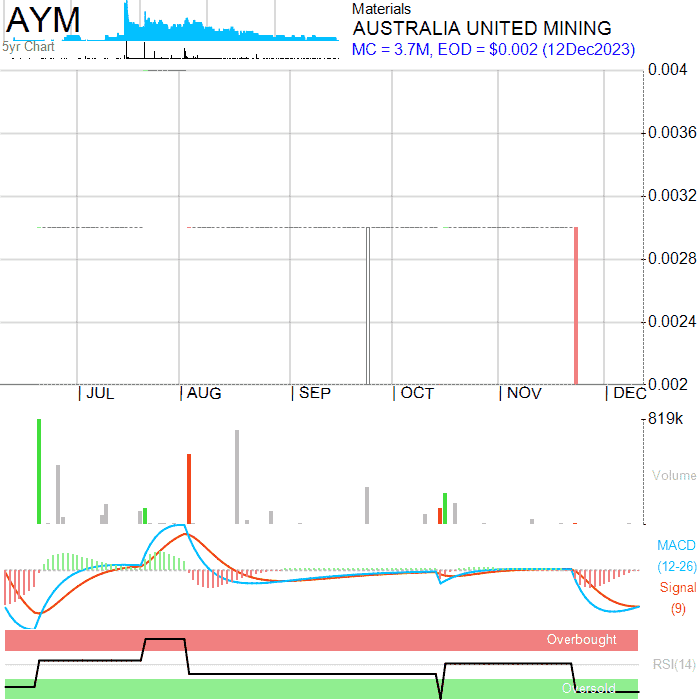 AYM
5yr Chart
Materials
AUSTRALIA UNITED MINING
MC = 3.7M, EOD = $0.002 (12Dec2023)
0.004
0.0036
0.0032
0.0028
0.0024
0.002
JUL AUG SEP OCT NOV DEC
819k
Volume
MACD
(12-26)
Signal
(9)
Overbought
RSI(14)
Oversold